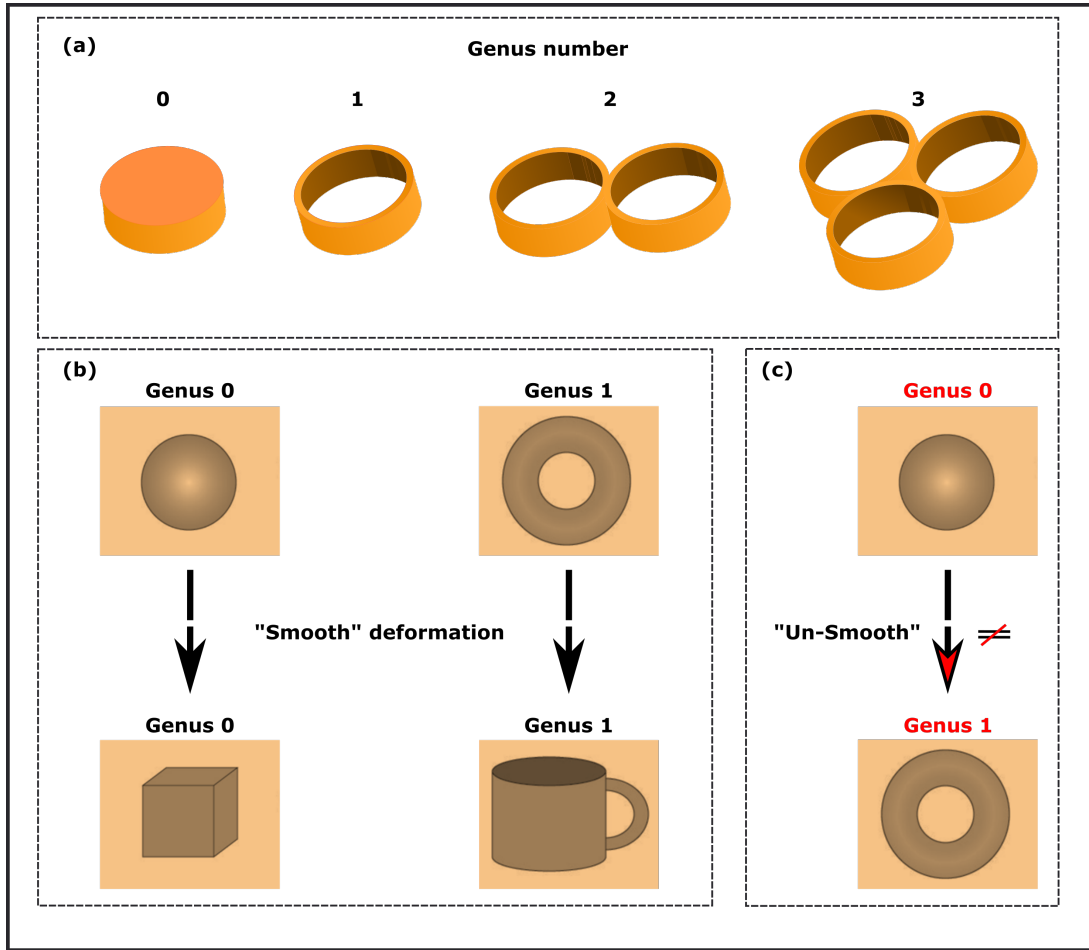 (a)
Genus number
0 1 2 3
(b)
Genus 0 Genus 1
"Smooth" deformation
Genus 0 Genus 1
(c)
Genus 0
"Un-Smooth" ≠
Genus 1